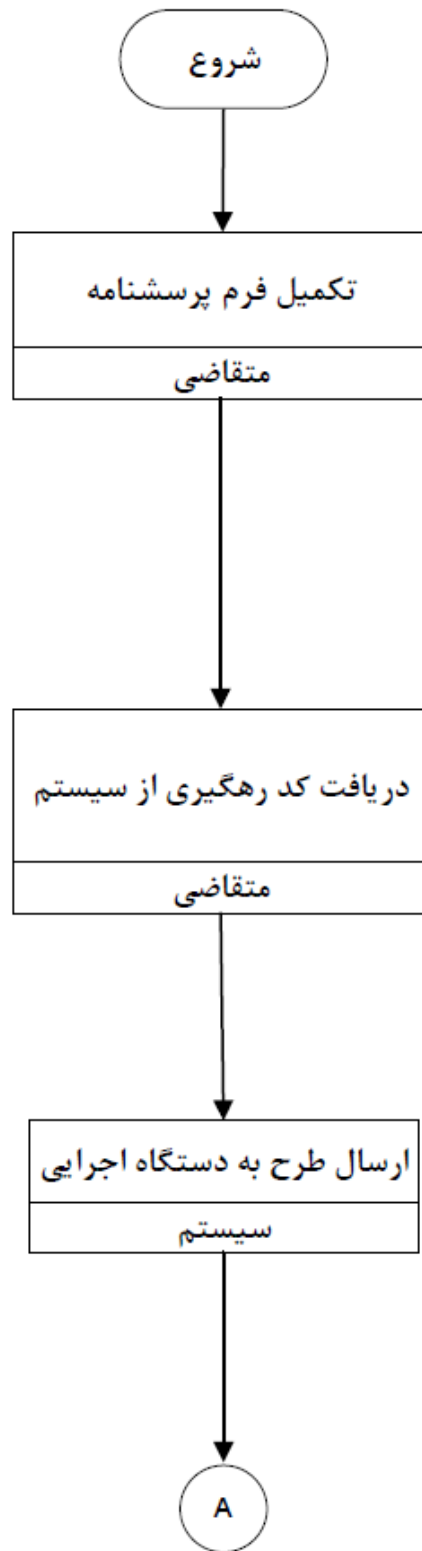 شروع
تکمیل فرم پرسشنامه
متقاضی
دریافت کد رهگیری از سیستم
متقاضی
ارسال طرح به دستگاه اجرایی
سیستم
A